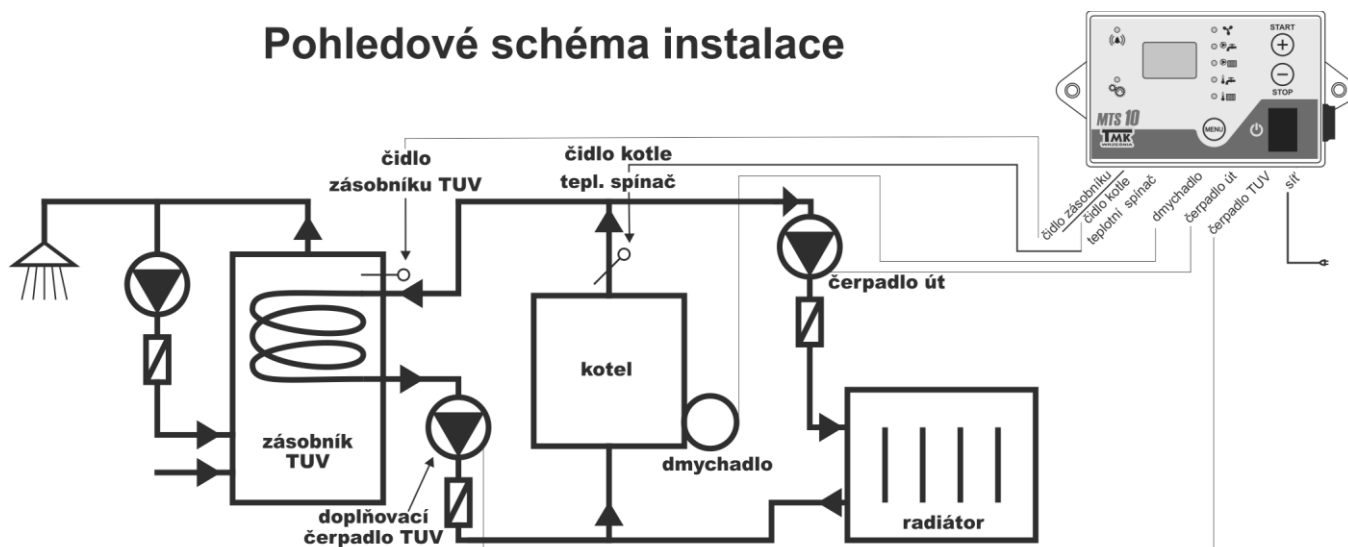 Pohledové schéma instalace
START
STOP
MTS 10
TMK
WRZEŚNIA
MENU
čidlo zásobníku
čidlo kotle
teplotní spínač
dmychadlo
čerpadlo út
čerpadlo TUV
síť
čidlo
zásobníku TUV
čidlo kotle
tepl. spínač
čerpadlo út
kotel
zásobník
TUV
dmychadlo
doplňovací
čerpadlo TUV
radiátor